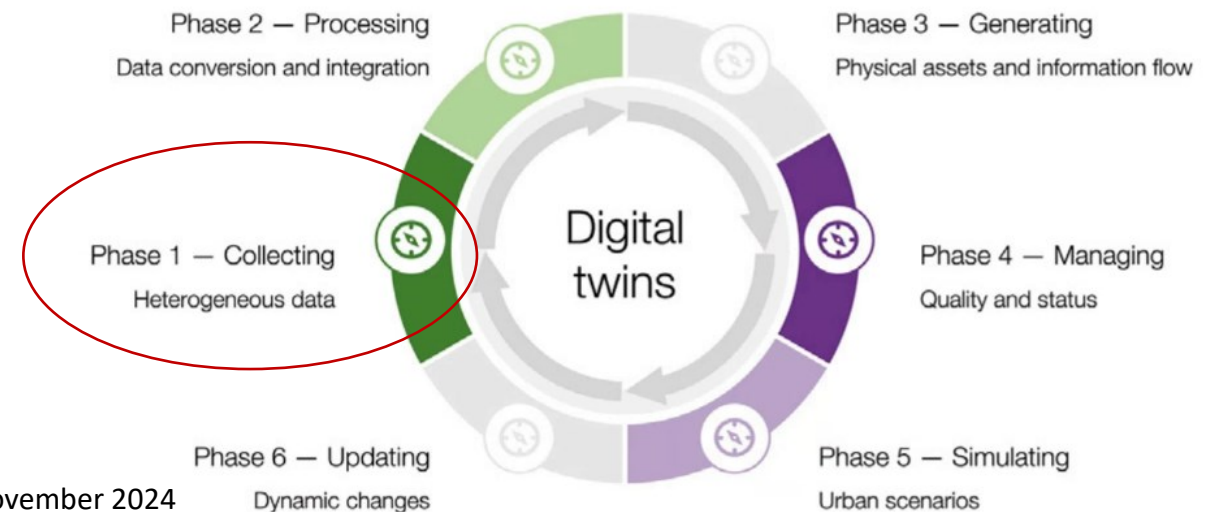 Phase 2 — Processing
Data conversion and integration
Phase 3 — Generating
Physical assets and information flow
Phase 1 — Collecting
Heterogeneous data
Digital
twins
Phase 4 — Managing
Quality and status
Phase 6 — Updating
Dynamic changes
Phase 5 — Simulating
Urban scenarios
2024